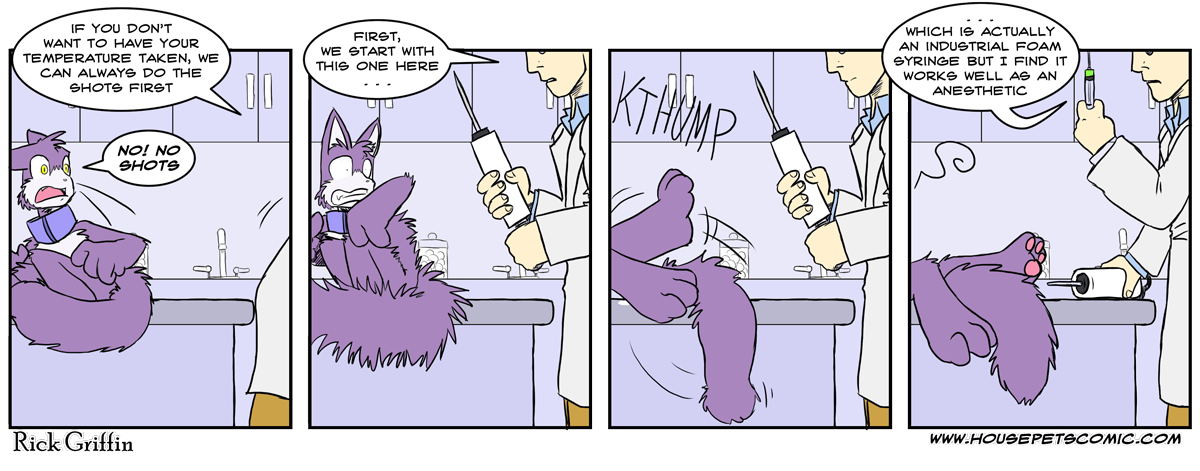 IF YOU DON'T
WANT TO HAVE YOUR
TEMPERATURE TAKEN, WE
CAN ALWAYS DO THE
SHOTS FIRST
NO! NO
SHOTS
FIRST,
WE START WITH
THIS ONE HERE
. . .
KTHUMP
. . .
WHICH IS ACTUALLY
AN INDUSTRIAL FOAM
SYRINGE BUT I FIND IT
WORKS WELL AS AN
ANESTHETIC
Rick Griffin
WWW.HOUSEPETSCOMIC.COM